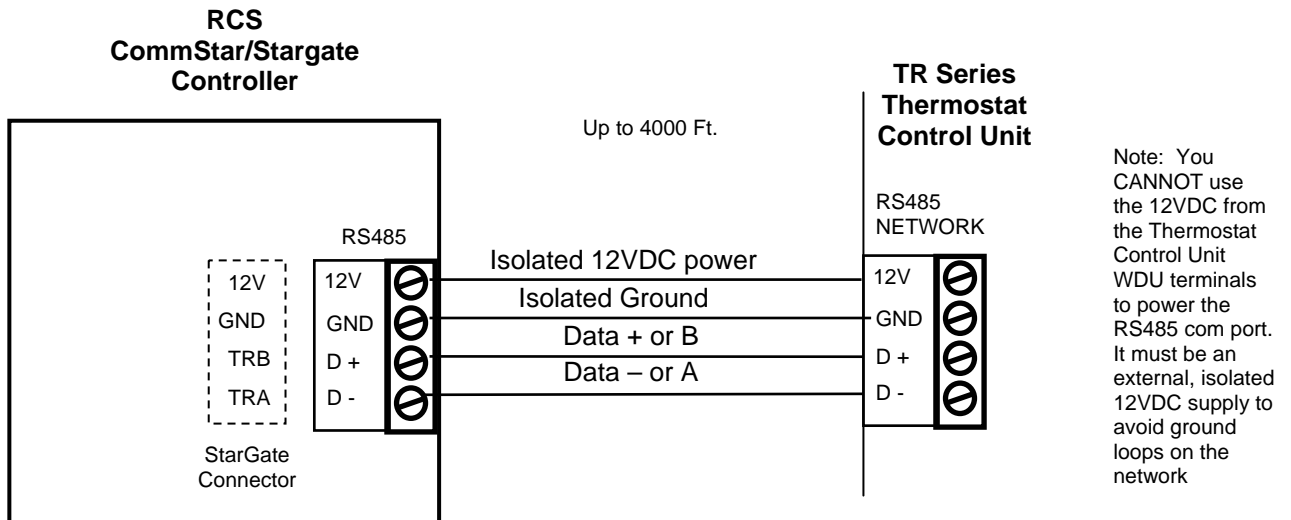 RCS
CommStar/Stargate
Controller
Up to 4000 Ft.
TR Series
Thermostat
Control Unit
RS485
12V
GND
TRB
TRA
StarGate
Connector
12V
GND
D +
D -
Isolated 12VDC power
Isolated Ground
Data + or B
Data – or A
RS485
NETWORK
12V
GND
D +
D -
Note: You
CANNOT use
the 12VDC from
the Thermostat
Control Unit
WDU terminals
to power the
RS485 com port.
It must be an
external, isolated
12VDC supply to
avoid ground
loops on the
network